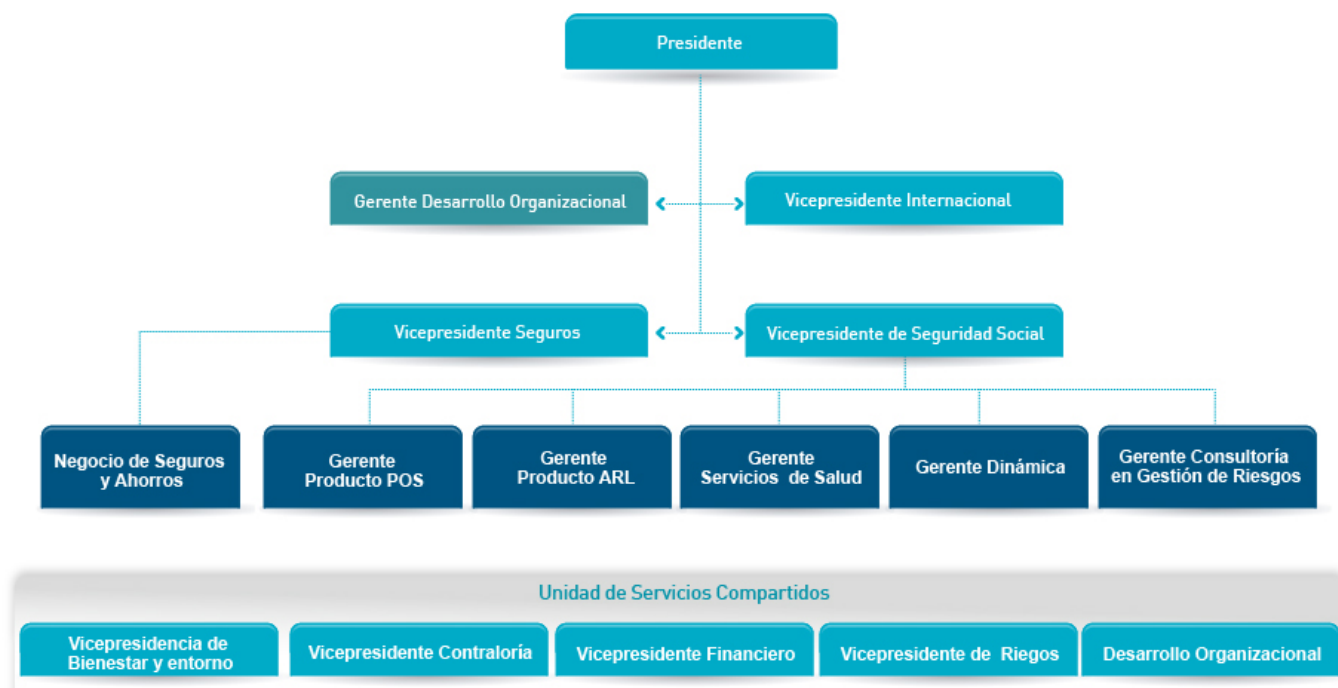 Presidente
Gerente Desarrollo Organizacional
Vicepresidente Internacional
Vicepresidente Seguros
Vicepresidente de Seguridad Social
Negocio de Seguros
y Ahorros
Gerente
Producto POS
Gerente
Producto ARL
Gerente
Servicios de Salud
Gerente Dinámica
Gerente Consultoría
en Gestión de Riesgos
Unidad de Servicios Compartidos
Vicepresidencia de
Bienestar y entorno
Vicepresidente Contraloría
Vicepresidente Financiero
Vicepresidente de Riegos
Desarrollo Organizacional